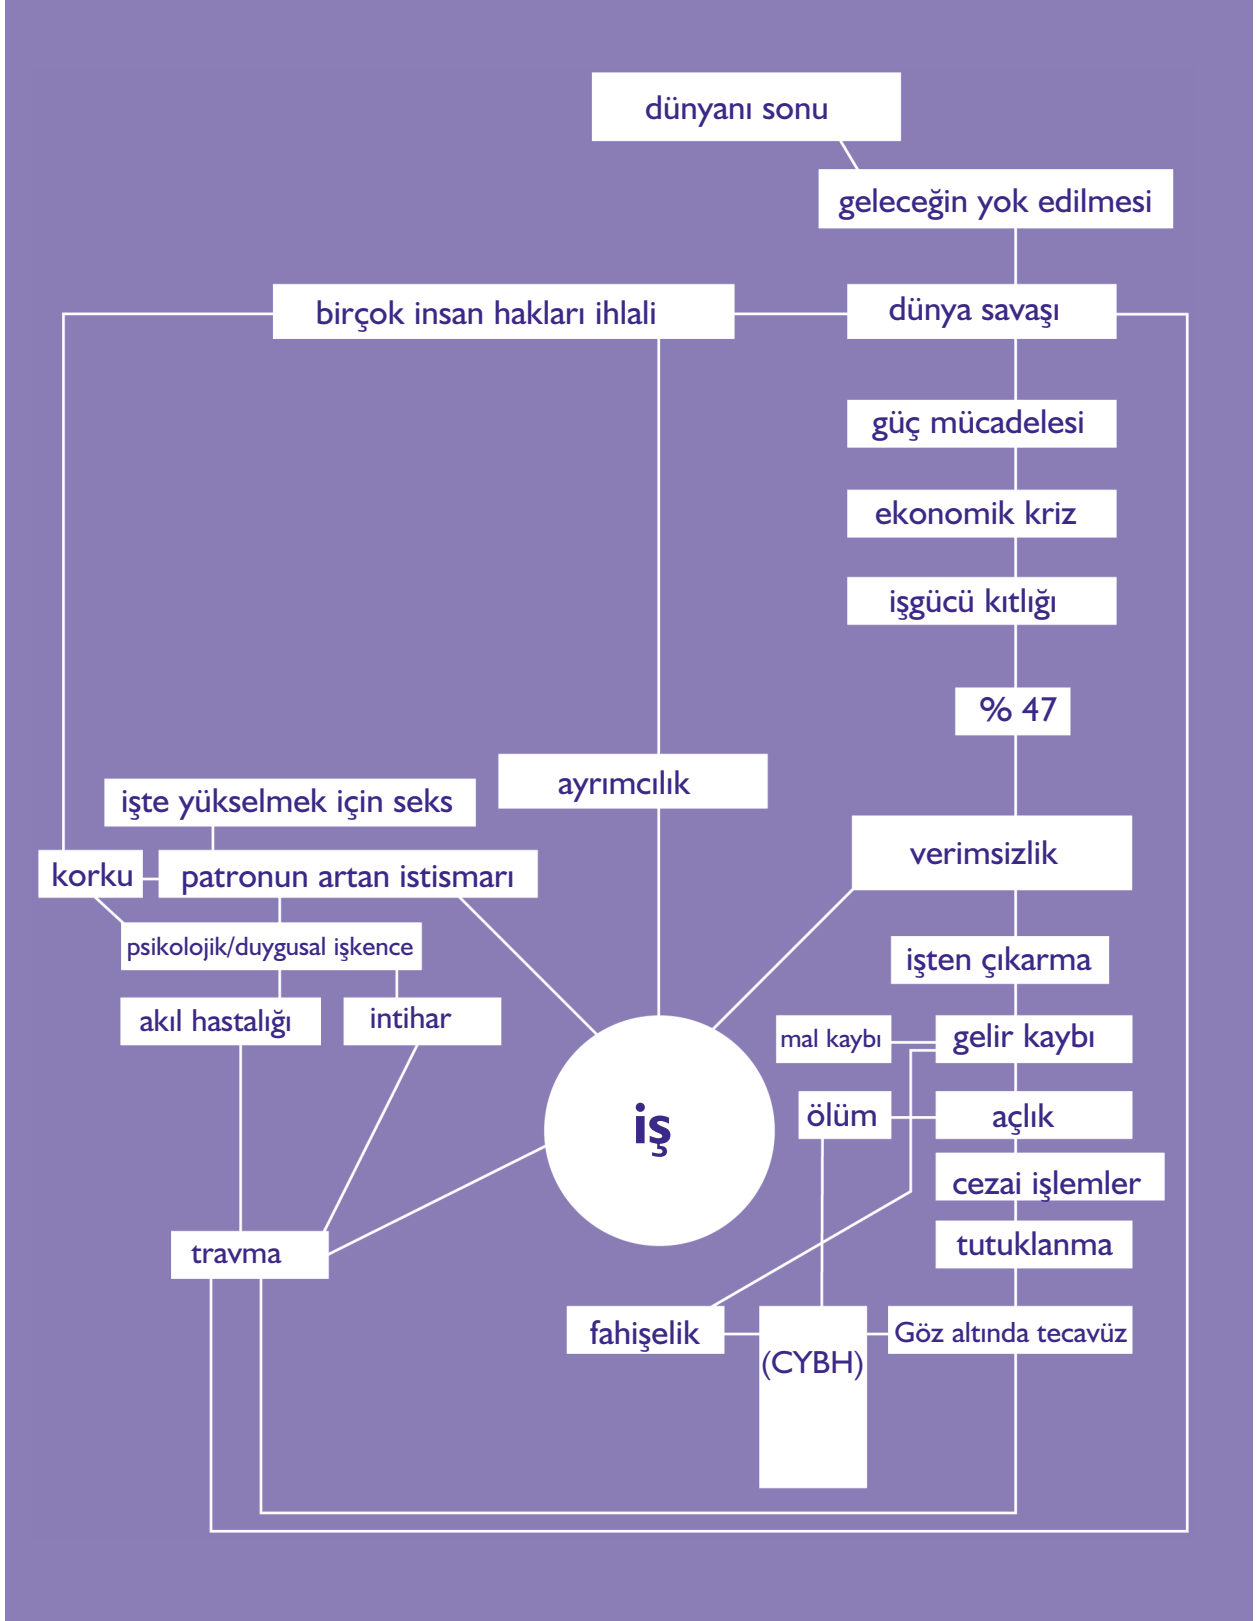 dünyanı sonu
geleceğin yok edilmesi
birçok insan hakları ihlali
dünya savaşı
güç mücadelesi
ekonomik kriz
işgücü kıtlığı
% 47
ayrımcılık
işte yükselmek için seks
verimsizlik
korku
patronun artan istismarı
psikolojik/duygusal işkence
işten çıkarma
akıl hastalığı
intihar
mal kaybı
gelir kaybı
iş
ölüm
açlık
cezai işlemler
travma
tutuklanma
fahişelik
(CYBH)
Göz altında tecavüz